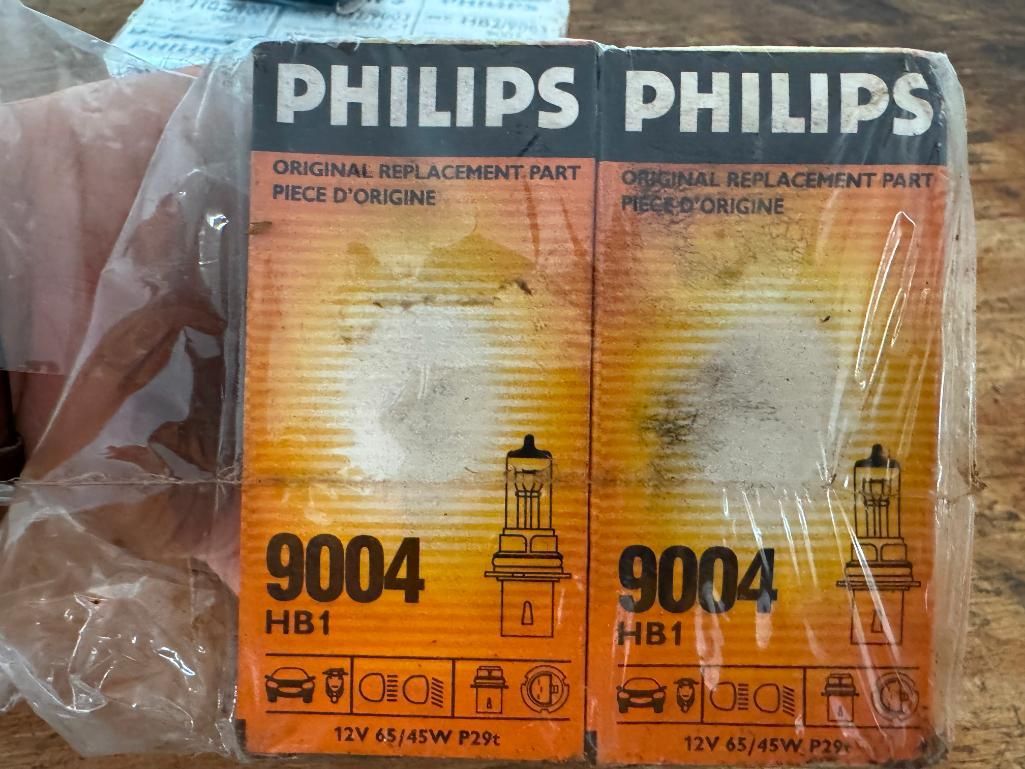 PHILIPS
ORIGINAL REPLACEMENT PART
PIECE D'ORIGINE
9004
HB1
12V 65/45W P29t
PHILIPS
ORIGINAL REPLACEMENT PART
PIECE D'ORIGINE
9004
HB1
12V 65/45W P29t